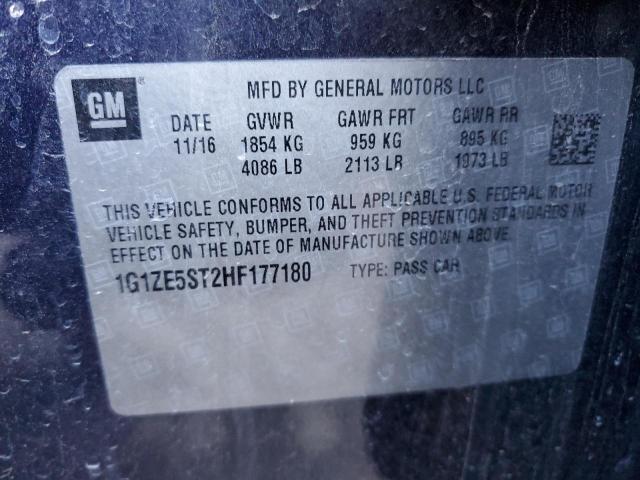 GM
MFD BY GENERAL MOTORS LLC
DATE GVWR GAWR FRT GAWR RR
11/16 1854 KG 959 KG 895 KG
4086 LB 2113 LB 1973 LB
THIS VEHICLE CONFORMS TO ALL APPLICABLE U.S. FEDERAL MOTOR
VEHICLE SAFETY, BUMPER, AND THEFT PREVENTION STANDARDS IN
EFFECT ON THE DATE OF MANUFACTURE SHOWN ABOVE.
1G1ZE5ST2HF177180 TYPE: PASS CAR